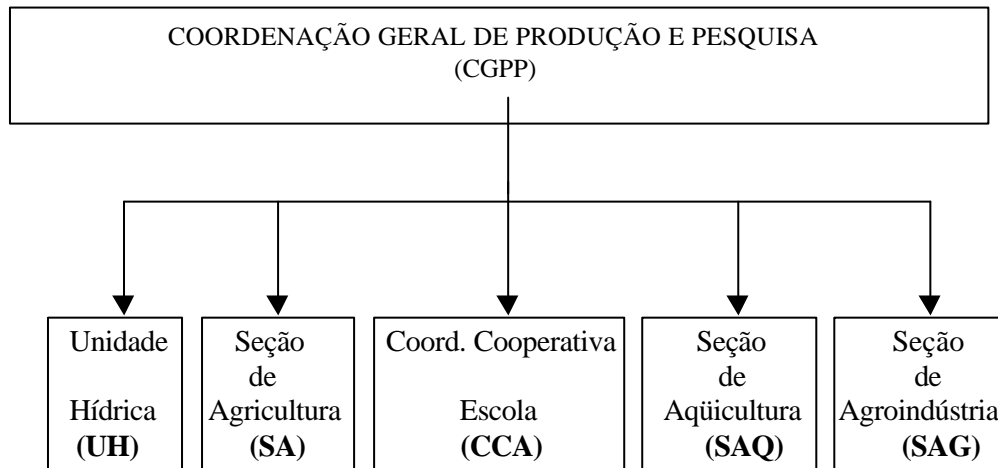 COORDENAÇÃO GERAL DE PRODUÇÃO E PESQUISA
(CGPP)
Unidade
Hídrica
(UH)
Seção
de
Agricultura
(SA)
Coord. Cooperativa
Escola
(CCA)
Seção
de
Aqüicultura
(SAQ)
Seção
de
Agroindústria
(SAG)